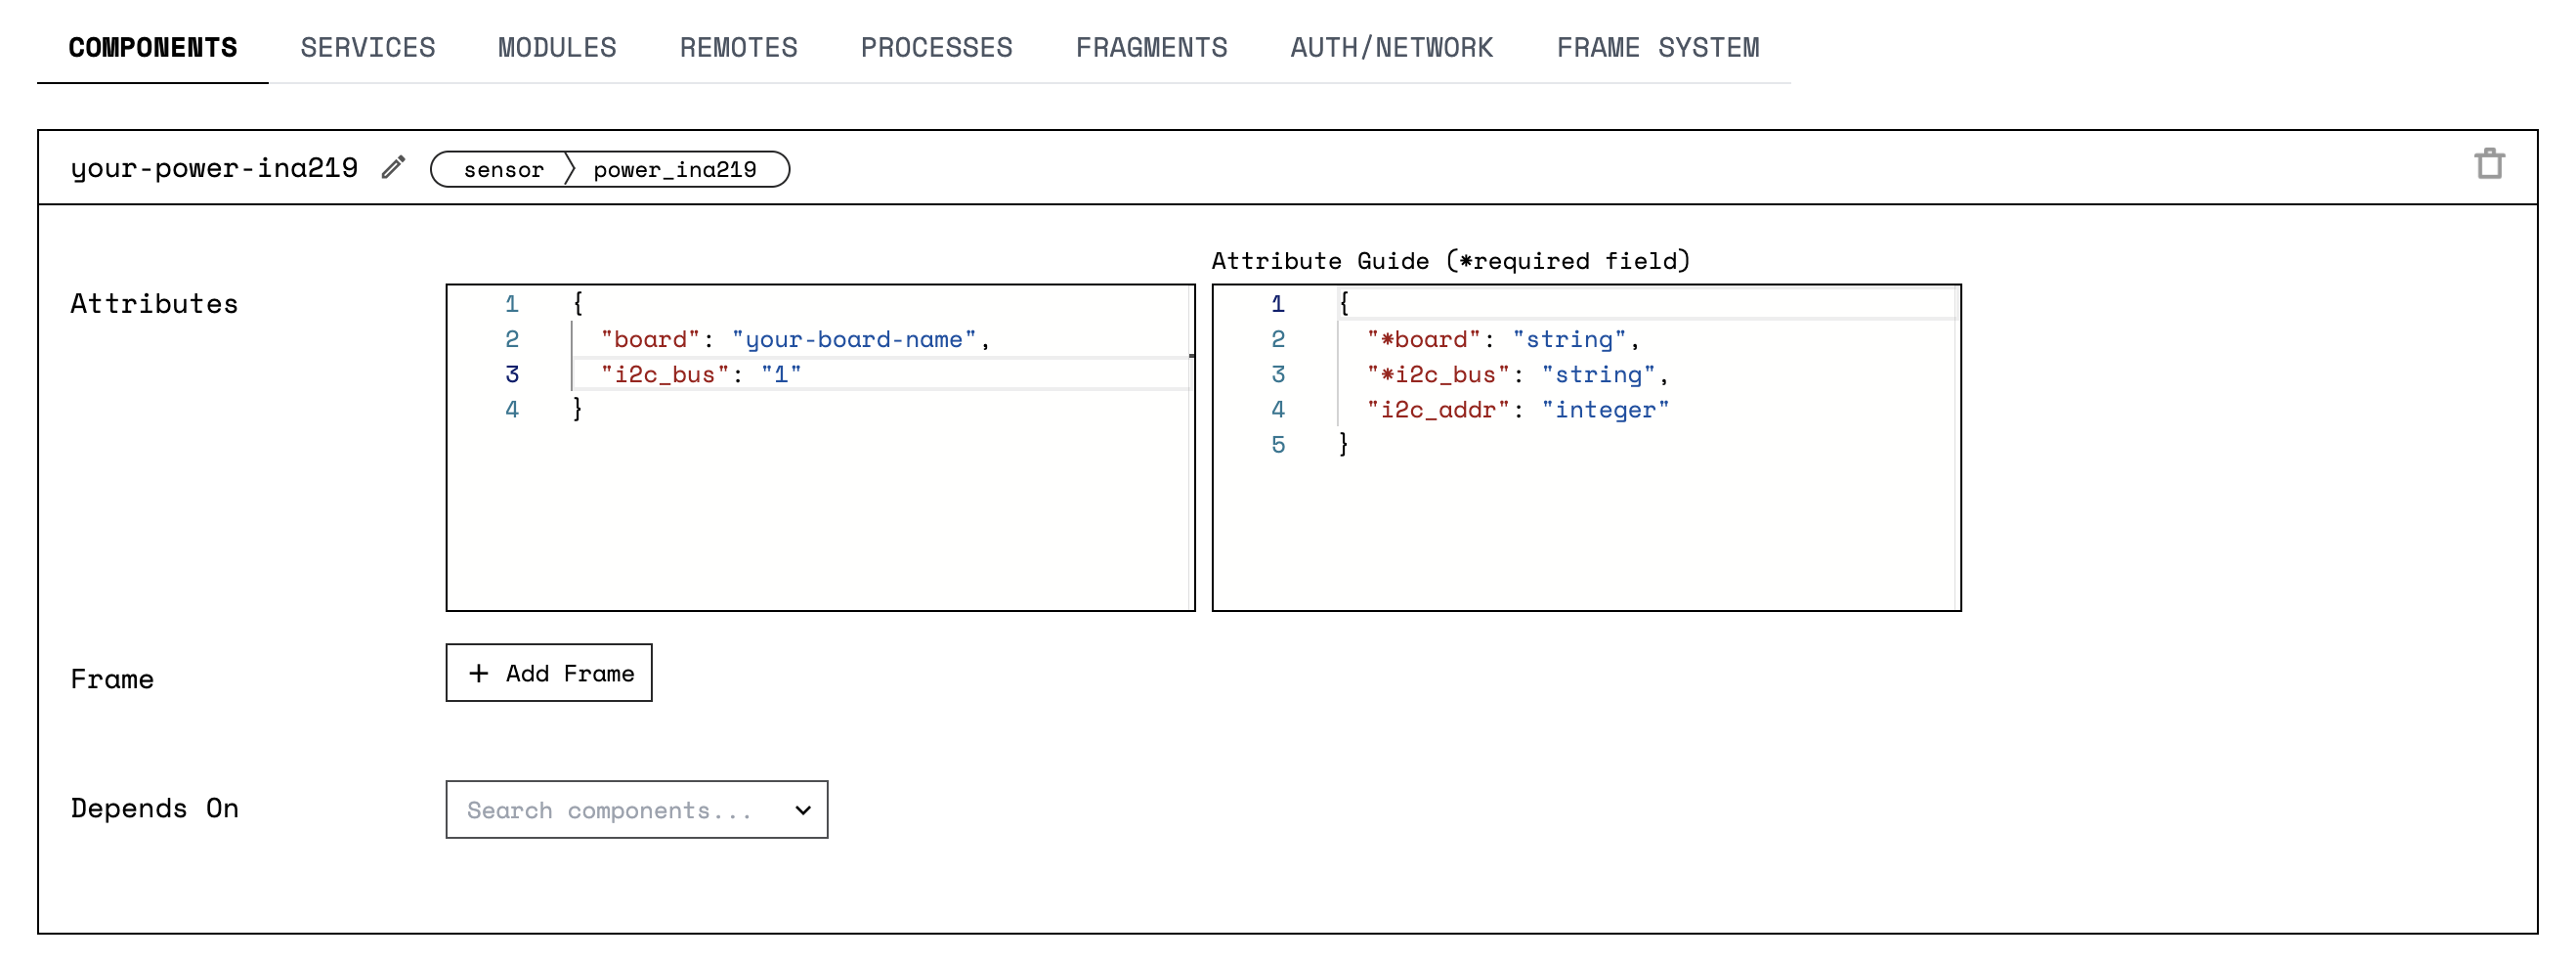 COMPONENTS SERVICES MODULES REMOTES PROCESSES FRAGMENTS AUTH/NETWORK FRAME SYSTEM
your-power-ina219 sensor power_ina219
Attribute Guide (*required field)
Attributes
1 {
2 "board": "your-board-name",
3 "i2c_bus": "1"
4 }
1 {
2 "*board": "string",
3 "*i2c_bus": "string",
4 "i2c_addr": "integer"
5 }
Frame + Add Frame
Depends On Search components...